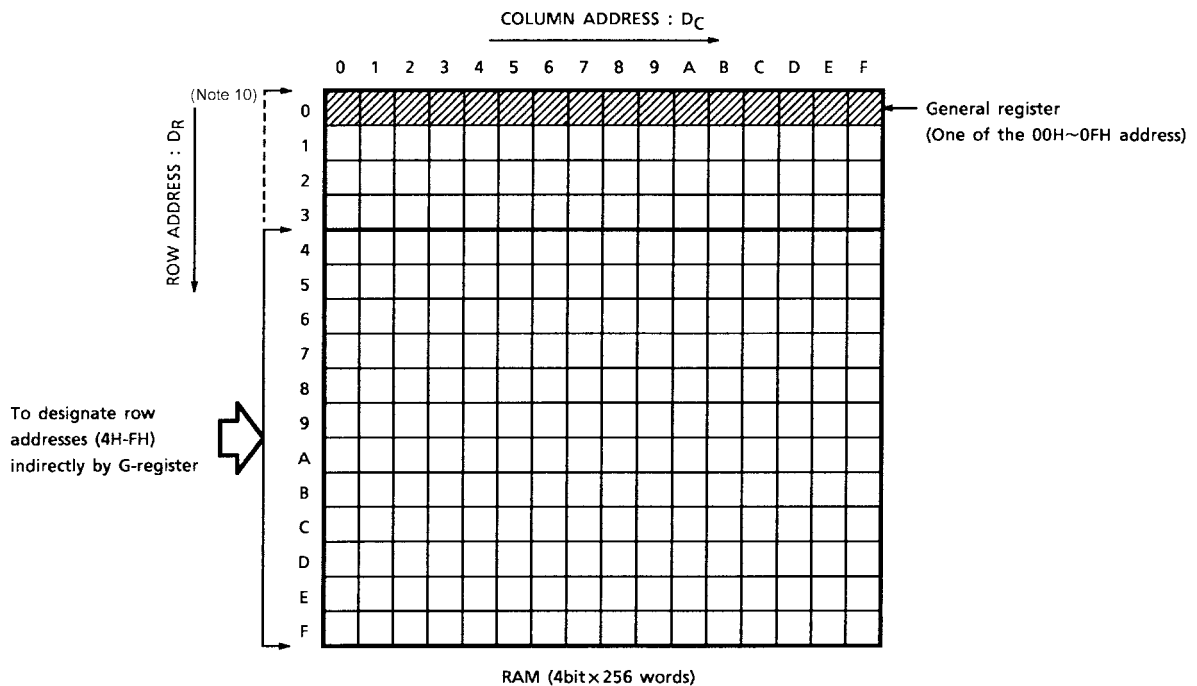 COLUMN ADDRESS : DC
0 1 2 3 4 5 6 7 8 9 A B C D E F
(Note 10)
ROW ADDRESS : DR
0
1
2
3
4
5
6
7
8
9
A
B
C
D
E
F
General register
(One of the 00H~0FH address)
To designate row
addresses (4H-FH)
indirectly by G-register
RAM (4bit×256 words)